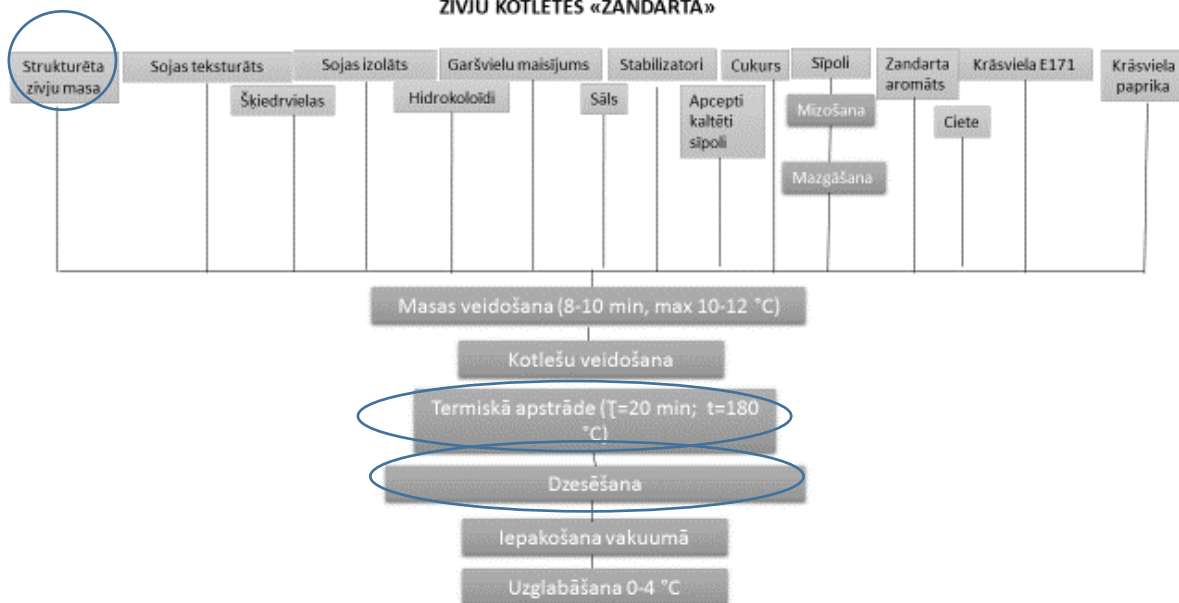 ZIVJU KOTLETES «ZANDARTA»
Strukturēta
zivju masa
Sojas teksturāts
Šķiedrvielas
Sojas izolāts
Hidrokoloīdi
Garšvielu maisījums
Sāls
Stabilizatori
Apcepti
kaltēti
sīpoli
Cukurs
Sīpoli
Mizošana
Mazgāšana
Zandarta
aromāts
Ciete
Krāsviela E171
Krāsviela
paprika
Masas veidošana (8-10 min, max 10-12 °C)
Kotlešu veidošana
Termiskā apstrāde (Ʈ=20 min; t=180
°C)
Dzesēšana
Iepakošana vakuumā
Uzglabāšana 0-4 °C